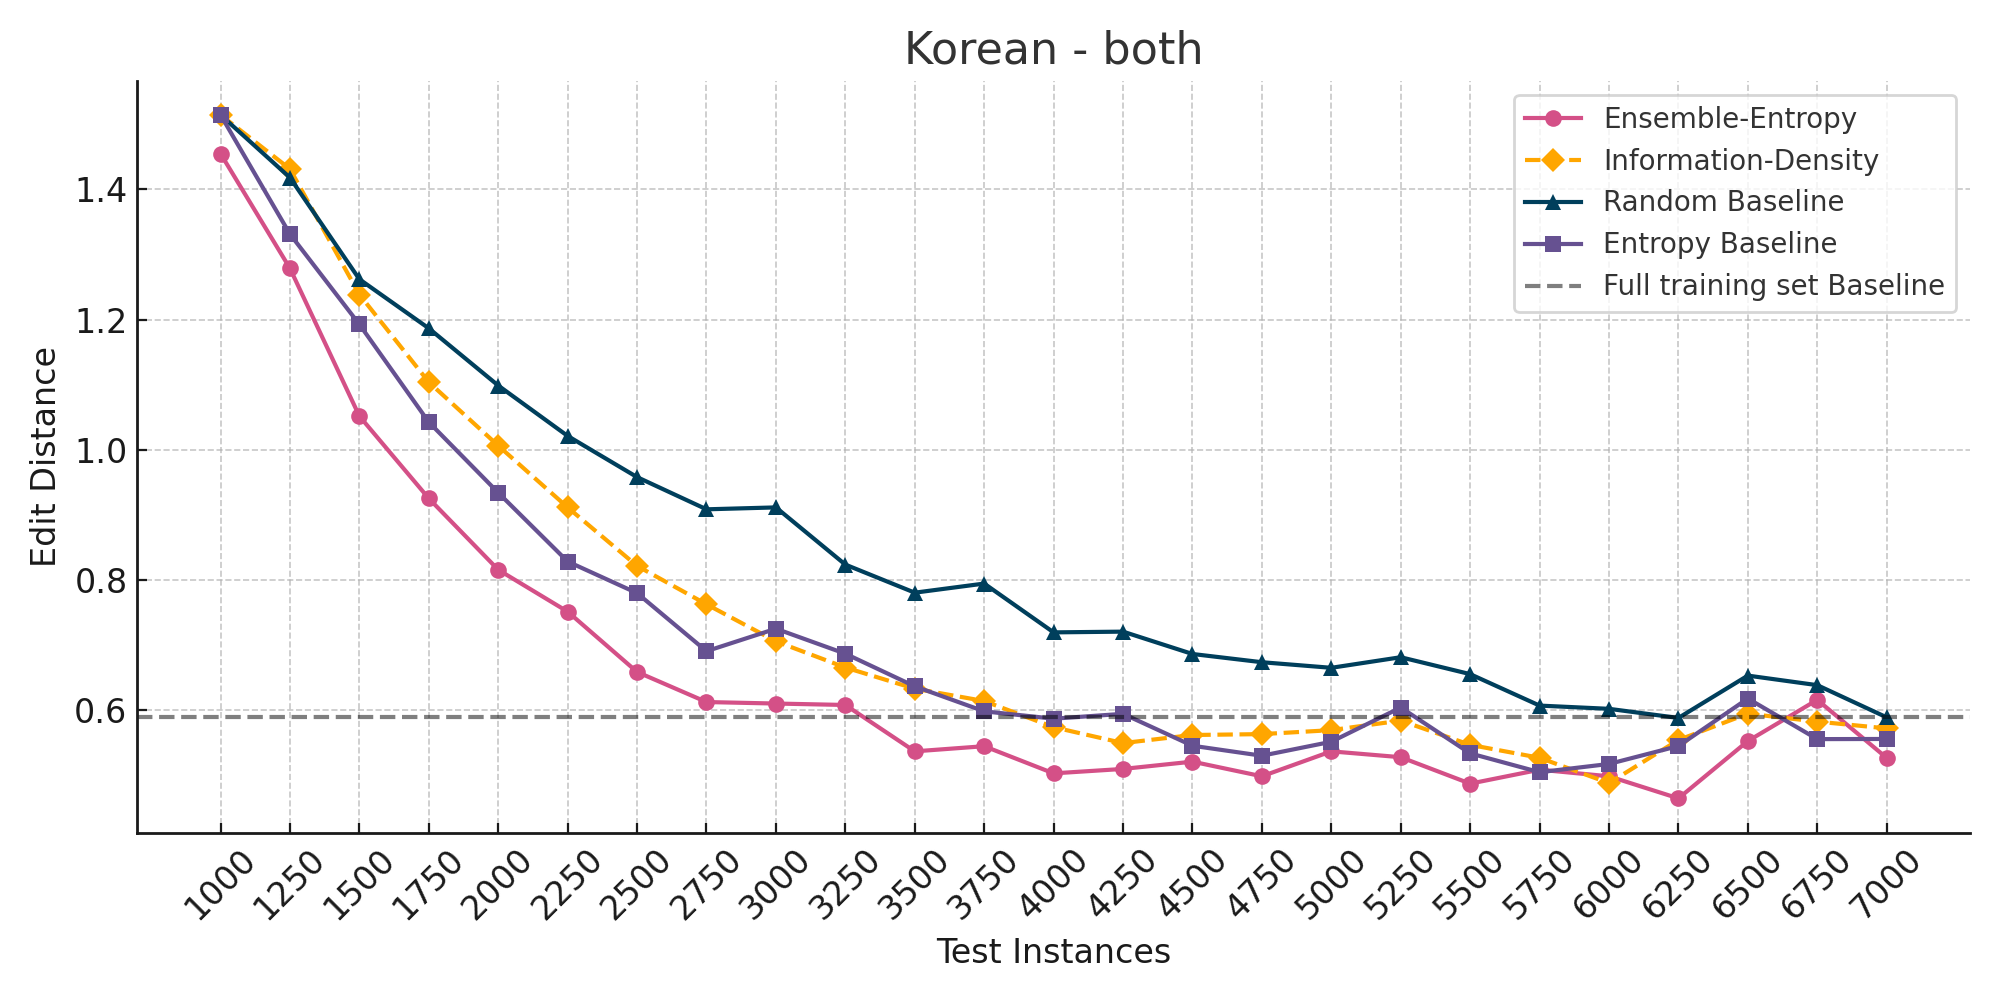 Korean - both
Ensemble-Entropy
Information-Density
Random Baseline
Entropy Baseline
Full training set Baseline
Edit Distance
1.4
1.2
1.0
0.8
0.6
1000 1250 1500 1750 2000 2250 2500 2750 3000 3250 3500 3750 4000 4250 4500 4750 5000 5250 5500 5750 6000 6250 6500 6750 7000
Test Instances